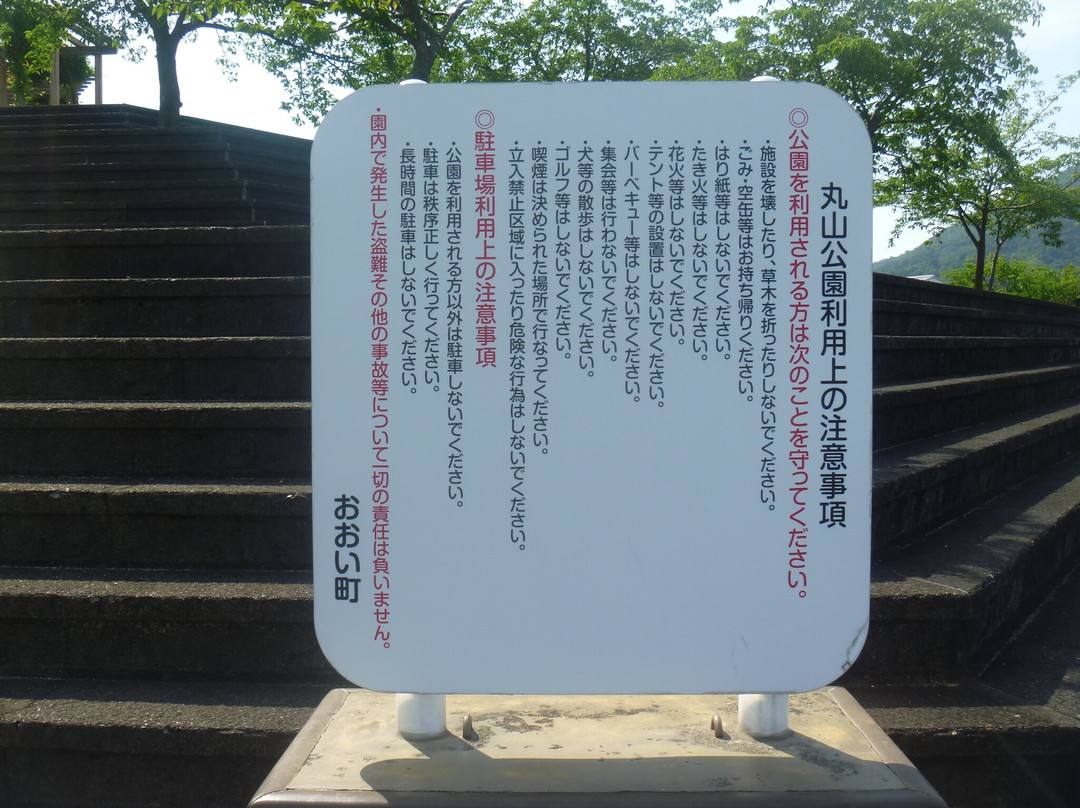 丸山公園利用上の注意事項
◎公園を利用される方は次のことを守ってください。
・施設を壊したり、草木を折ったりしないでください。
・ごみ・空缶等はお持ち帰りください。
・はり紙等はしないでください。
・たき火等はしないでください。
・花火等はしないでください。
・テント等の設置はしないでください。
・バーベキュー等はしないでください。
・集会等は行わないでください。
・犬等の散歩はしないでください。
・ゴルフ等はしないでください。
・喫煙は決められた場所で行なってください。
・立入禁止区域に入ったり危険な行為はしないでください。
◎駐車場利用上の注意事項
・公園を利用される方以外は駐車しないでください。
・駐車は秩序正しく行ってください。
・長時間の駐車はしないでください。
・園内で発生した盗難その他の事故等について一切の責任は負いません。
おおい町